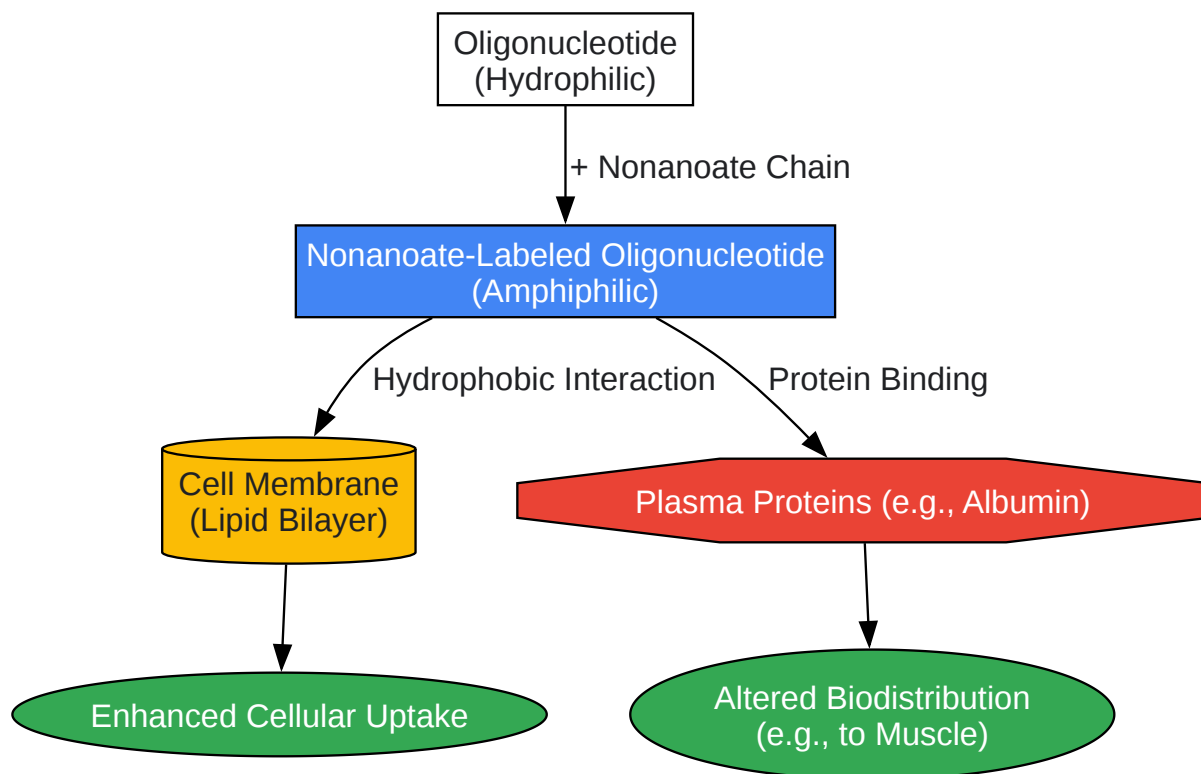 Oligonucleotide
(Hydrophilic)
+ Nonanoate Chain
Nonanoate-Labeled Oligonucleotide
(Amphiphilic)
Hydrophobic Interaction
Protein Binding
Cell Membrane
(Lipid Bilayer)
Plasma Proteins (e.g., Albumin)
Enhanced Cellular Uptake
Altered Biodistribution
(e.g., to Muscle)